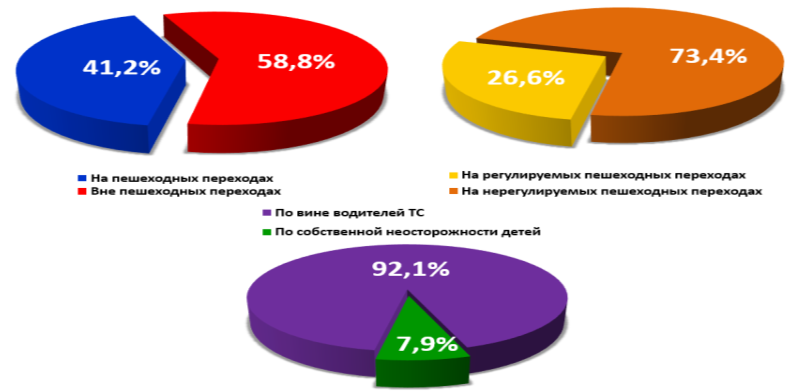 41,2%
58,8%
26,6%
73,4%
На пешеходных переходах
Вне пешеходных переходах
На регулируемых пешеходных переходах
На нерегулируемых пешеходных переходах
По вине водителей ТС
По собственной неосторожности детей
92,1%
7,9%